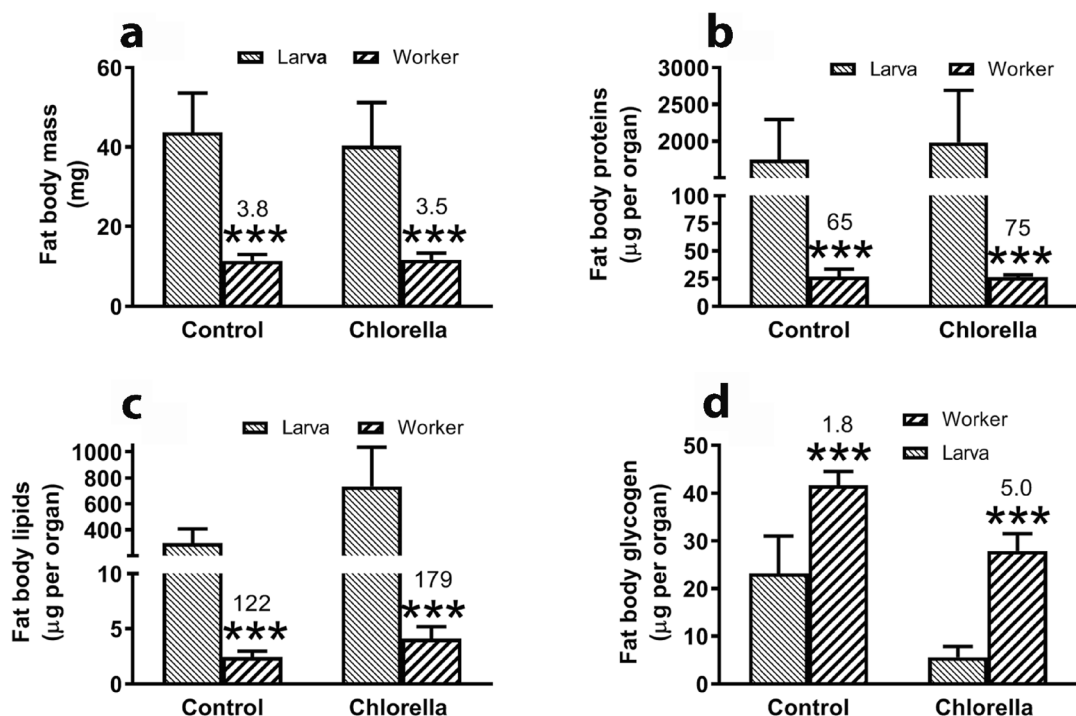 a
Larva Worker
Fat body mass
(mg)
60
40
20
0
3.8
***
3.5
***
Control Chlorella
b
Larva Worker
Fat body proteins
(μg per organ)
3000
2500
2000
100
75
50
25
0
65
***
75
***
Control Chlorella
c
Larva Worker
Fat body lipids
(μg per organ)
1000
800
600
400
10
5
0
122
***
179
***
Control Chlorella
d
Worker
Larva
Fat body glycogen
(μg per organ)
50
40
30
20
10
0
1.8
***
5.0
***
Control Chlorella